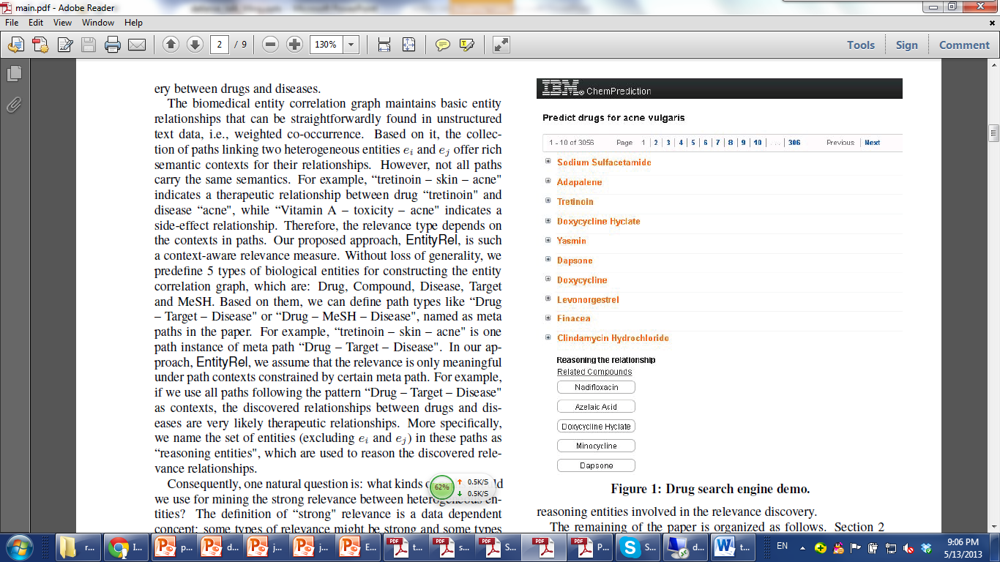 main.pdf - Adobe Reader
File Edit View Window Help
2 / 9 130% Tools Sign Comment
ery between drugs and diseases.
The biomedical entity correlation graph maintains basic entity
relationships that can be straightforwardly found in unstructured
text data, i.e., weighted co-occurrence. Based on it, the collec-
tion of paths linking two heterogeneous entities ei and ej offer rich
semantic contexts for their relationships. However, not all paths
carry the same semantics. For example, “tretinoin – skin – acne"
indicates a therapeutic relationship between drug “tretinoin" and
disease “acne", while “Vitamin A – toxicity – acne" indicates a
side-effect relationship. Therefore, the relevance type depends on
the contexts in paths. Our proposed approach, EntityRel, is such
a context-aware relevance measure. Without loss of generality, we
predefine 5 types of biological entities for constructing the entity
correlation graph, which are: Drug, Compound, Disease, Target
and MeSH. Based on them, we can define path types like “Drug
– Target – Disease" or “Drug – MeSH – Disease", named as meta
paths in the paper. For example, “tretinoin – skin – acne" is one
path instance of meta path “Drug – Target – Disease". In our ap-
proach, EntityRel, we assume that the relevance is only meaningful
under path contexts constrained by certain meta path. For example,
if we use all paths following the pattern “Drug – Target – Disease"
as contexts, the discovered relationships between drugs and dis-
eases are very likely therapeutic relationships. More specifically,
we name the set of entities (excluding ei and ej) in these paths as
“reasoning entities", which are used to reason the discovered rele-
vance relationships.
Consequently, one natural question is: what kinds
we use for mining the strong relevance between
tities? The definition of “strong" relevance is a data dependent
concept: some types of relevance might be strong and some types
62% 0.5K/S
0.5K/S
IBM® ChemPrediction
Predict drugs for acne vulgaris
1 - 10 of 3056 Page 1 | 2 | 3 | 4 | 5 | 6 | 7 | 8 | 9 | 10 | . . . | 306 Previous | Next
Sodium Sulfacetamide
Adapalene
Tretinoin
Doxycycline Hyclate
Yasmin
Dapsone
Doxycycline
Levonorgestrel
Finacea
Clindamycin Hydrochloride
Reasoning the relationship
Related Compounds
Nadifloxacin
Azelaic Acid
Doxycycline Hyclate
Minocycline
Dapsone
Figure 1: Drug search engine demo.
reasoning entities involved in the relevance discovery.
The remaining of the paper is organized as follows. Section 2
r... I... p... d... j... j... E... t... s... S... P... S d... t... EN 9:06 PM
5/13/2013